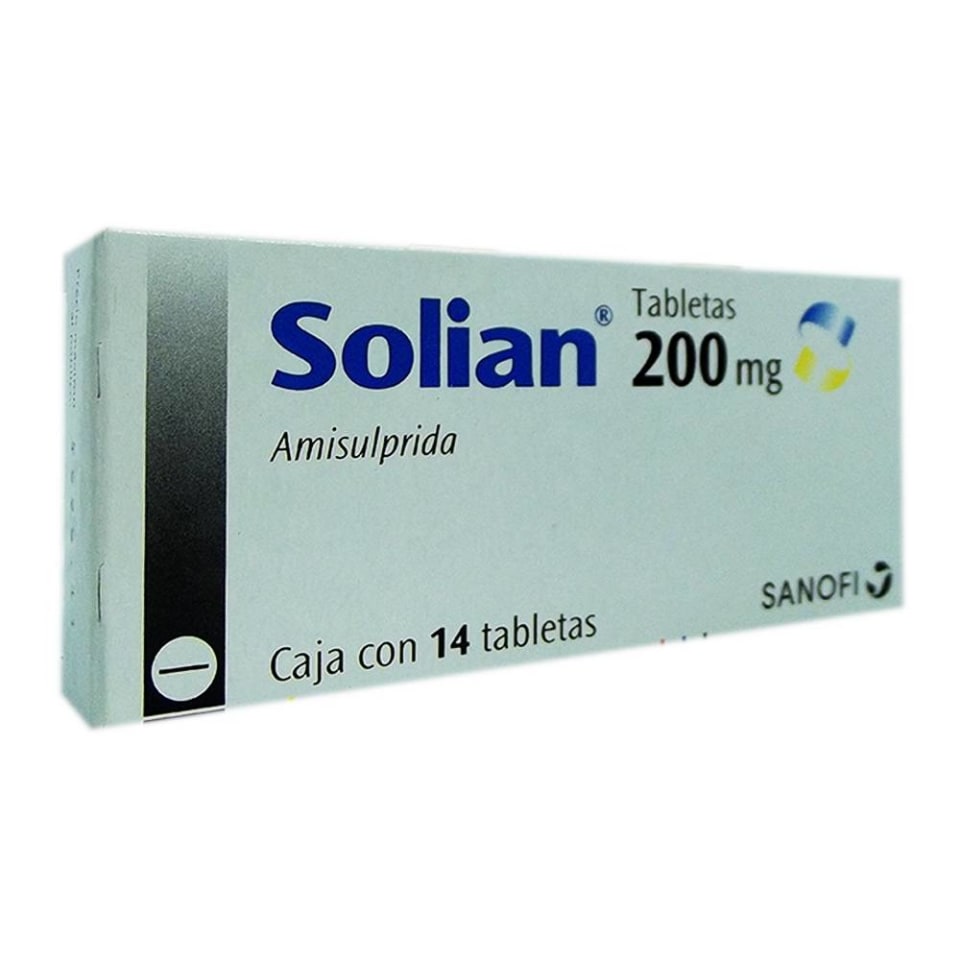 Solian®
Tabletas
200 mg
Amisulprida
SANOFI
Caja con 14 tabletas